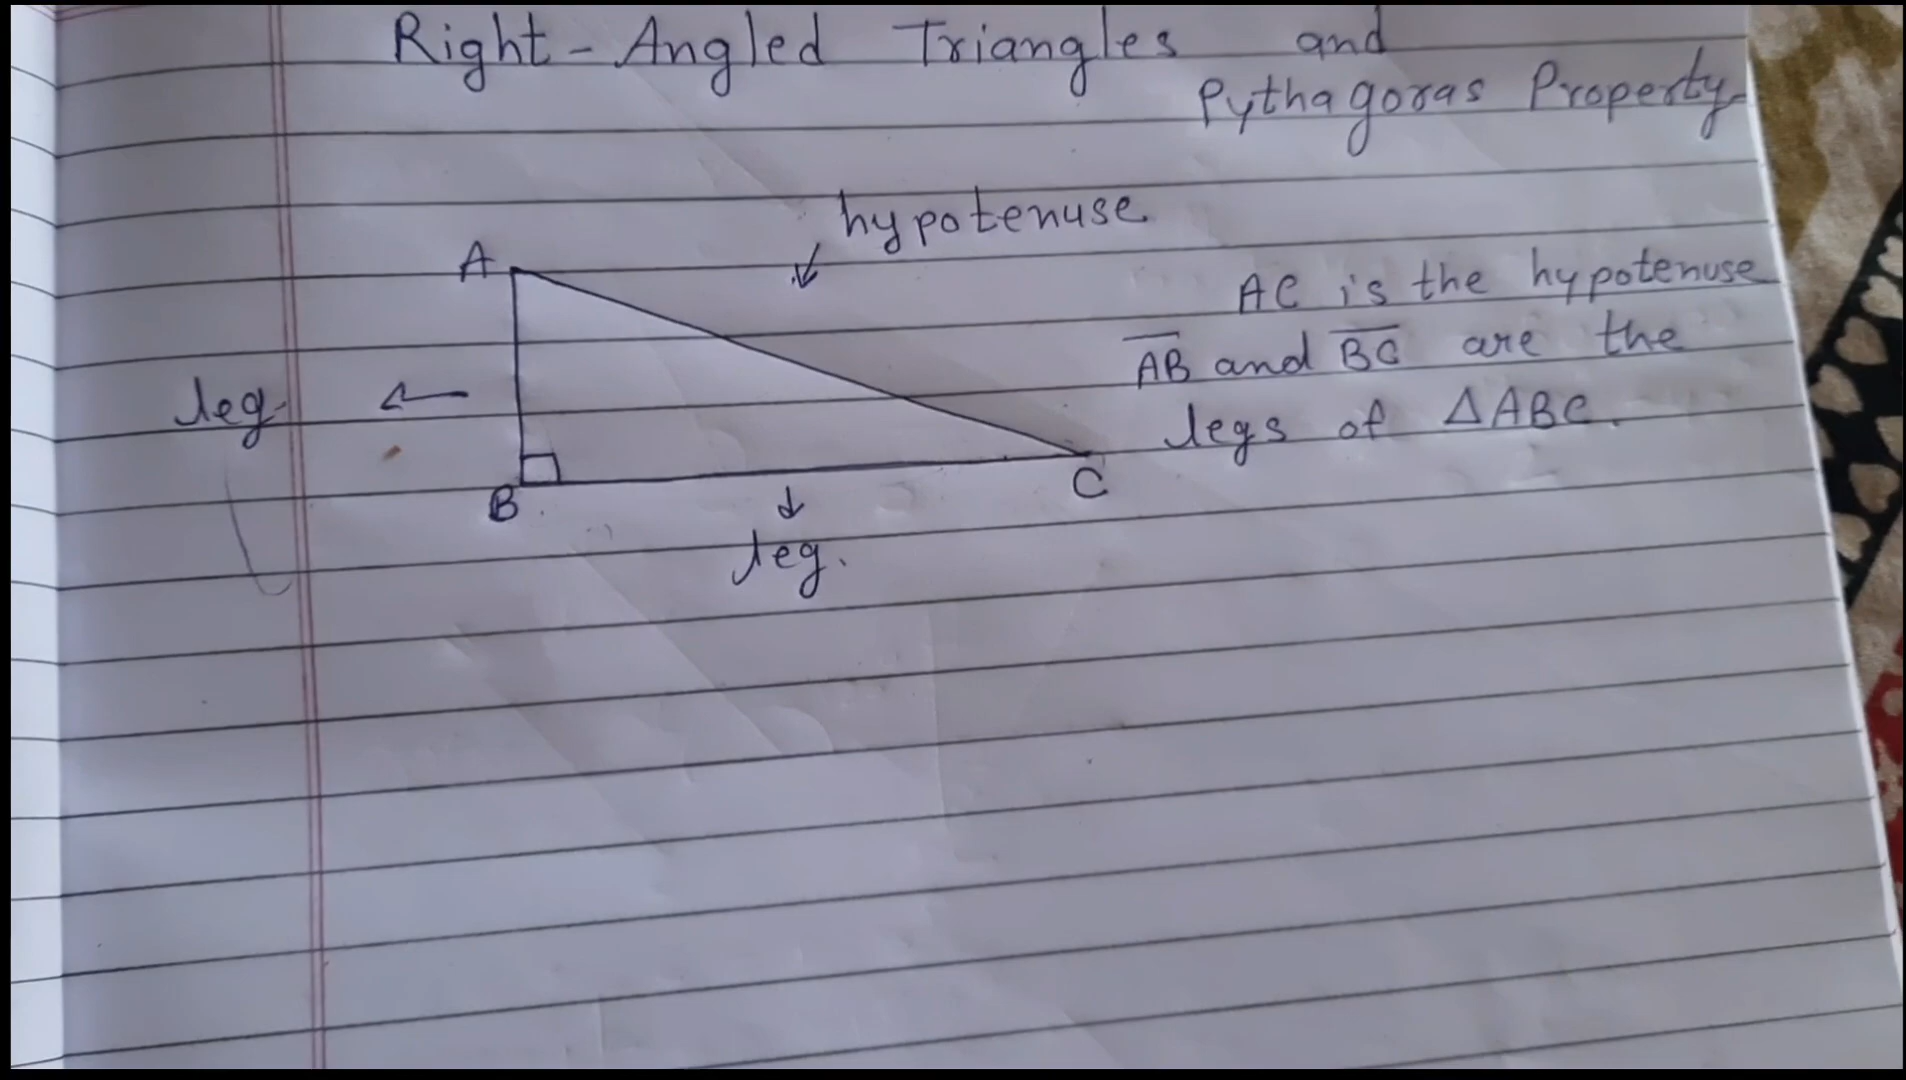 Right-Angled Triangles and
Pythagoras Property
hypotenuse
A
AC is the hypotenuse
AB and BC are the
leg
legs of ΔABC.
B
C
leg.